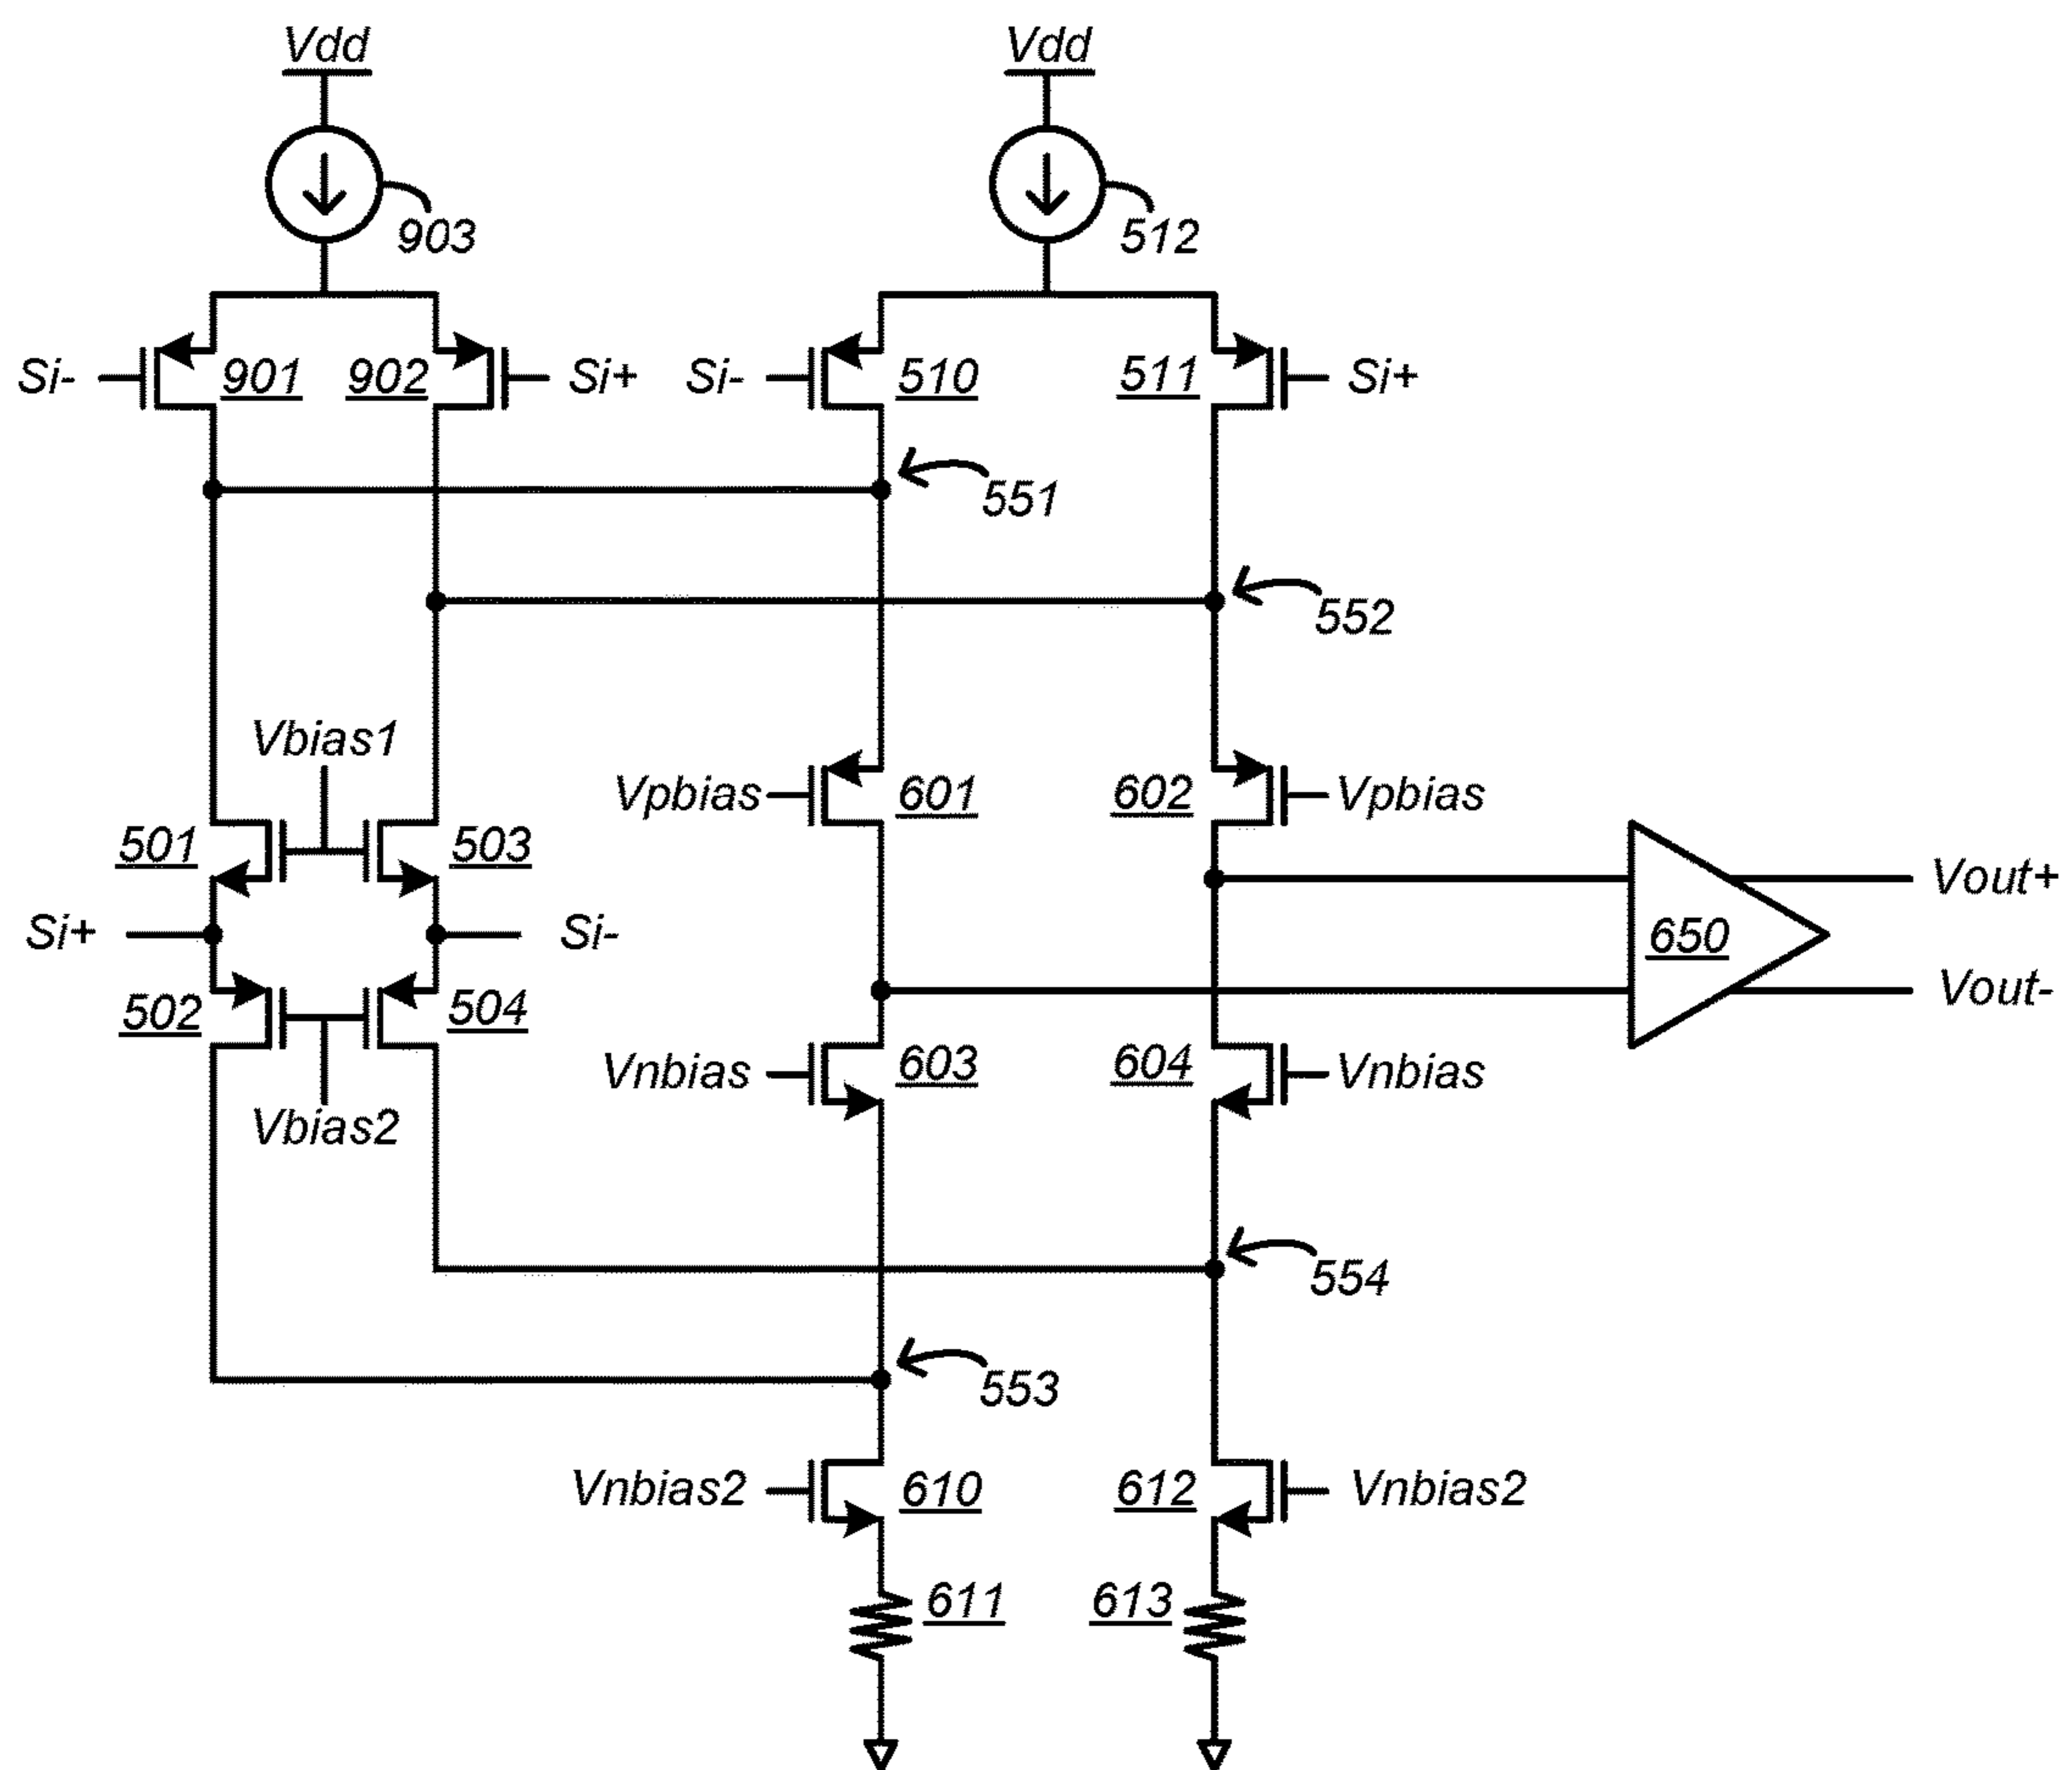 Vdd Vdd
903 512
Si- 901 902 Si+ Si- 510 511 Si+
551
552
Vbias1
Vpbias 601 602 Vpbias
501 503
Vout+
Si+ Si- 650
Vout-
502 504
Vnbias 603 604 Vnbias
Vbias2
554
553
Vnbias2 610 612 Vnbias2
611 613